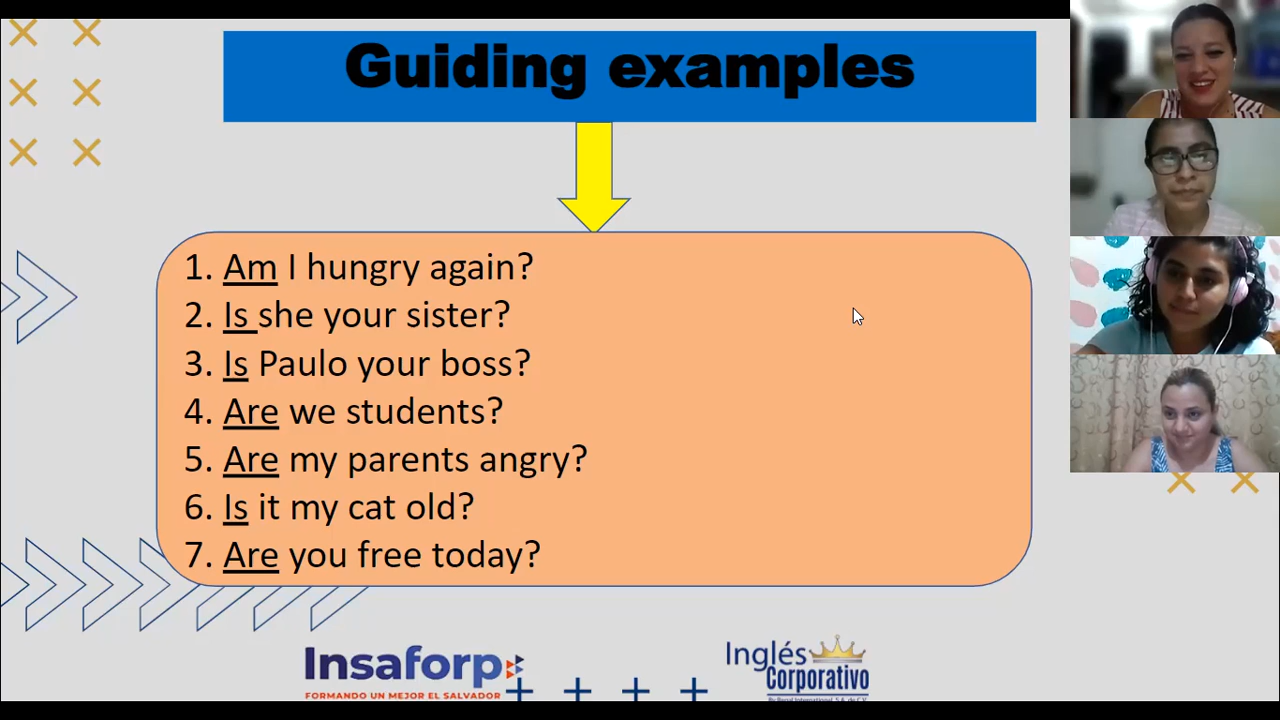 Guiding examples
1. Am I hungry again?
2. Is she your sister?
3. Is Paulo your boss?
4. Are we students?
5. Are my parents angry?
6. Is it my cat old?
7. Are you free today?
Insaforp
FORMANDO UN MEJOR EL SALVADOR
Inglés
Corporativo